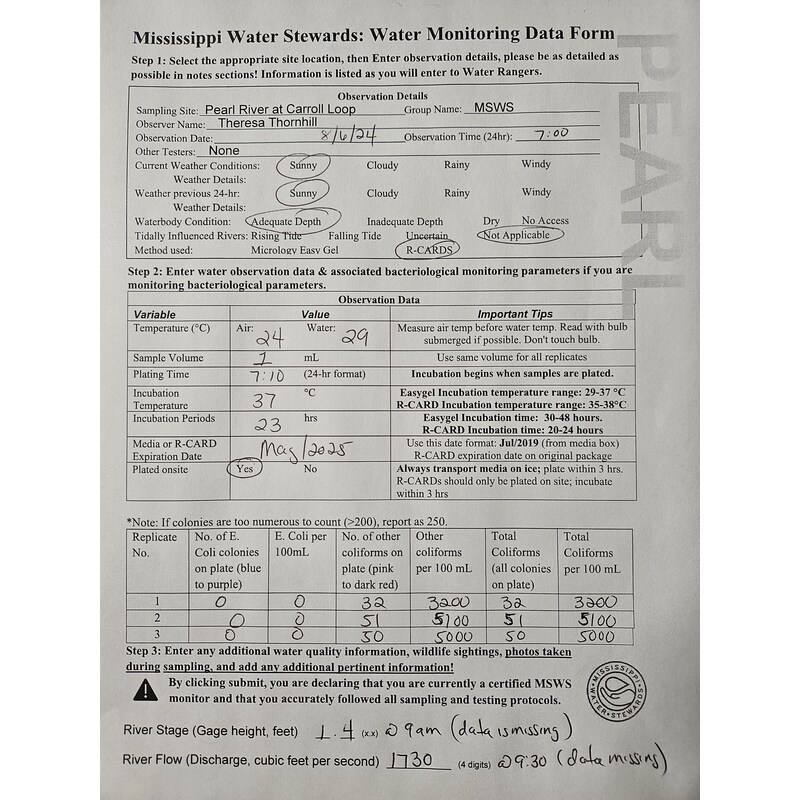 Mississippi Water Stewards: Water Monitoring Data Form
PEARL
Step 1: Select the appropriate site location, then Enter observation details, please be as detailed as
possible in notes sections! Information is listed as you will enter to Water Rangers.
Observation Details
Sampling Site: Pearl River at Carroll Loop Group Name: MSWS
Observer Name: Theresa Thornhill
Observation Date: 8/6/24 Observation Time (24hr): 7:00
Other Testers: None
Current Weather Conditions: Sunny Cloudy Rainy Windy
Weather Details:
Weather previous 24-hr: Sunny Cloudy Rainy Windy
Weather Details:
Waterbody Condition: Adequate Depth Inadequate Depth Dry No Access
Tidally Influenced Rivers: Rising Tide Falling Tide Uncertain Not Applicable
Method used: Micrology Easy Gel R-CARDS
Step 2: Enter water observation data & associated bacteriological monitoring parameters if you are
monitoring bacteriological parameters.
Observation Data
Variable Value Important Tips
Temperature (°C) Air: 24 Water: 29 Measure air temp before water temp. Read with bulb
submerged if possible. Don't touch bulb.
Sample Volume 1 mL Use same volume for all replicates
Plating Time 7:10 (24-hr format) Incubation begins when samples are plated.
Incubation °C Easygel Incubation temperature range: 29-37 °C
Temperature 37 R-CARD Incubation temperature range: 35-38°C
Incubation Periods 23 hrs Easygel Incubation time: 30-48 hours.
R-CARD Incubation time: 20-24 hours
Media or R-CARD May/2025 Use this date format: Jul/2019 (from media box)
Expiration Date R-CARD expiration date on original package
Plated onsite Yes No Always transport media on ice; plate within 3 hrs.
R-CARDs should only be plated on site; incubate
within 3 hrs
*Note: If colonies are too numerous to count (>200), report as 250.
Replicate No. of E. E. Coli per No. of other Other Total Total
No. Coli colonies 100mL coliforms on coliforms Coliforms Coliforms
on plate (blue plate (pink per 100 mL (all colonies per 100 mL
to purple) to dark red) on plate)
1 0 0 32 3200 32 3200
2 0 0 51 5100 51 5100
3 0 0 50 5000 50 5000
Step 3: Enter any additional water quality information, wildlife sightings, photos taken
during sampling, and add any additional pertinent information!
By clicking submit, you are declaring that you are currently a certified MSWS
monitor and that you accurately followed all sampling and testing protocols.
MISSISSIPPI WATER STEWARDS
River Stage (Gage height, feet) 1.4 (x.x) @ 9am (data is missing)
River Flow (Discharge, cubic feet per second) 1730 (4 digits) @9:30 (data missing)